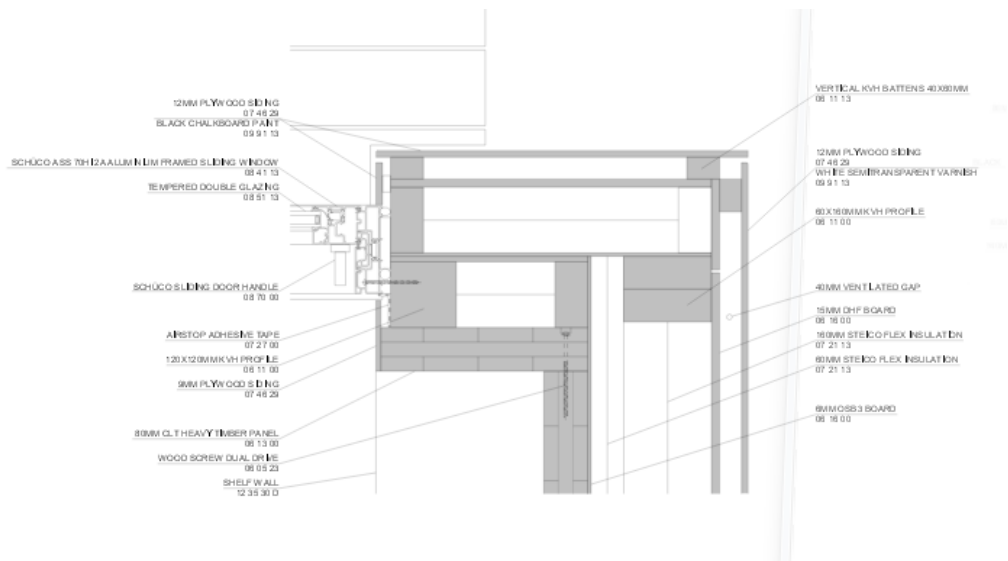 12MM PLYWOOD SIDING
07 46 29
BLACK CHALKBOARD PAINT
09 91 13
SCHÜCO ASS 70HI 2A ALUMINIUM FRAMED SLIDING WINDOW
08 41 13
TEMPERED DOUBLE GLAZING
08 51 13
SCHÜCO SLIDING DOOR HANDLE
08 70 00
AIRSTOP ADHESIVE TAPE
07 27 00
120X120MM KVH PROFILE
06 11 00
9MM PLYWOOD SIDING
07 46 29
80MM CLT HEAVY TIMBER PANEL
06 13 00
WOOD SCREW DUAL DRIVE
06 05 23
SHELF WALL
12 35 30 D
VERTICAL KVH BATTENS 40X60MM
06 11 13
12MM PLYWOOD SIDING
07 46 29
WHITE SEMITRANSPARENT VARNISH
09 91 13
60X160MM KVH PROFILE
06 11 00
40MM VENTILATED GAP
15MM DHF BOARD
06 16 00
160MM STEICO FLEX INSULATION
07 21 13
60MM STEICO FLEX INSULATION
07 21 13
6MM OSB3 BOARD
06 16 00